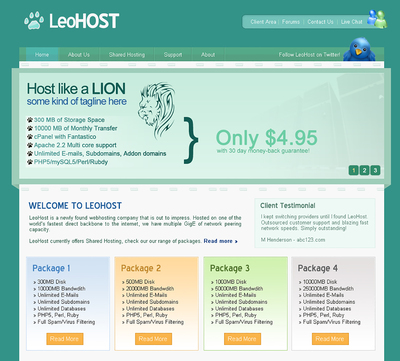 LeoHOST
Client Area Forums Contact Us Live Chat
Home About Us Shared Hosting Support About
Follow LeoHost on Twitter!
Host like a LION
some kind of tagline here
300 MB of Storage Space
10000 MB of Monthly Transfer
cPanel with Fantastico
Apache 2.2 Multi core support
Unlimited E-mails, Subdomains, Addon domains
PHP5/mySQL5/Perl/Rubdy
}
Only $4.95
with 30 day money-back guarantee!
1 2 3
WELCOME TO LEOHOST
LeoHost is a newly found webhosting company that is out to impress. Hosted on one of the
world's fastest direct backbone to the internet, we have multiple GigE of network peering
capacity.
LeoHost currently offers Shared Hosting, check our our range of packages. Read more ›
Client Testimonial
I kept switching providers until I found LeoHost.
Outsourced customer support and blazing fast
network speeds. Simply outstanding!
M Henderson - abc123.com
Package 1
» 300MB Disk
» 10000MB Bandwidth
» Unlimited E-Mails
» Unlimited Subdomains
» Unlimited Databases
» PHP5, Perl, Ruby
» Full Spam/Virus Filtering
Read More
Package 2
» 500MB Disk
» 20000MB Bandwidth
» Unlimited E-Mails
» Unlimited Subdomains
» Unlimited Databases
» PHP5, Perl, Ruby
» Full Spam/Virus Filtering
Read More
Package 3
» 1000MB Disk
» 50000MB Bandwidth
» Unlimited E-Mails
» Unlimited Subdomains
» Unlimited Databases
» PHP5, Perl, Ruby
» Full Spam/Virus Filtering
Read More
Package 4
» 10000MB Disk
» 250000MB Bandwidth
» Unlimited E-Mails
» Unlimited Subdomains
» Unlimited Databases
» PHP5, Perl, Ruby
» Full Spam/Virus Filtering
Read More